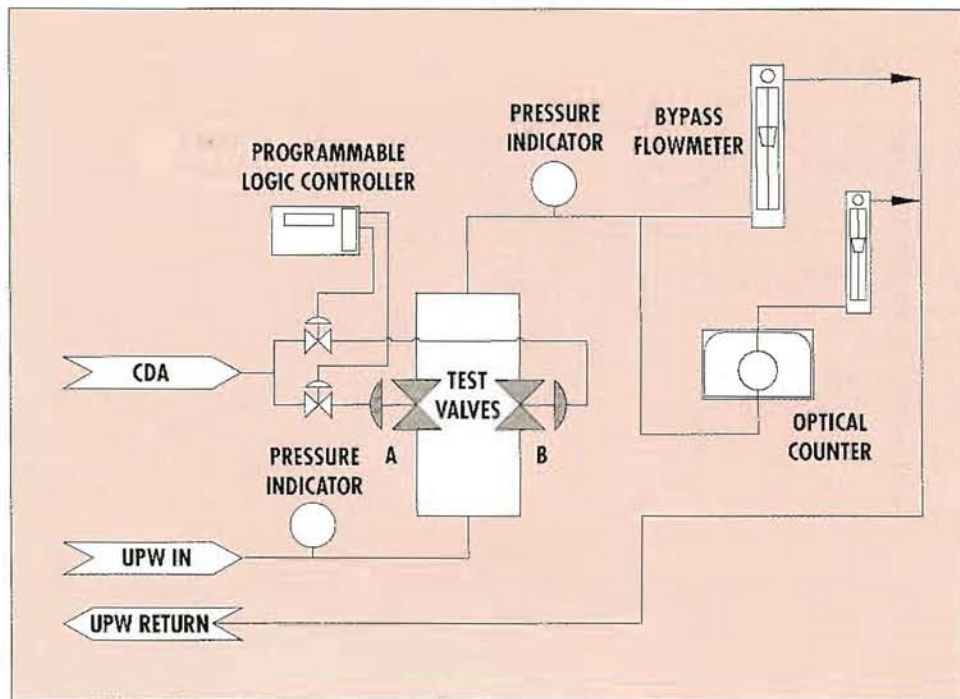 PROGRAMMABLE
LOGIC CONTROLLER
PRESSURE
INDICATOR
BYPASS
FLOWMETER
CDA
TEST
VALVES
A
B
OPTICAL
COUNTER
PRESSURE
INDICATOR
UPW IN
UPW RETURN